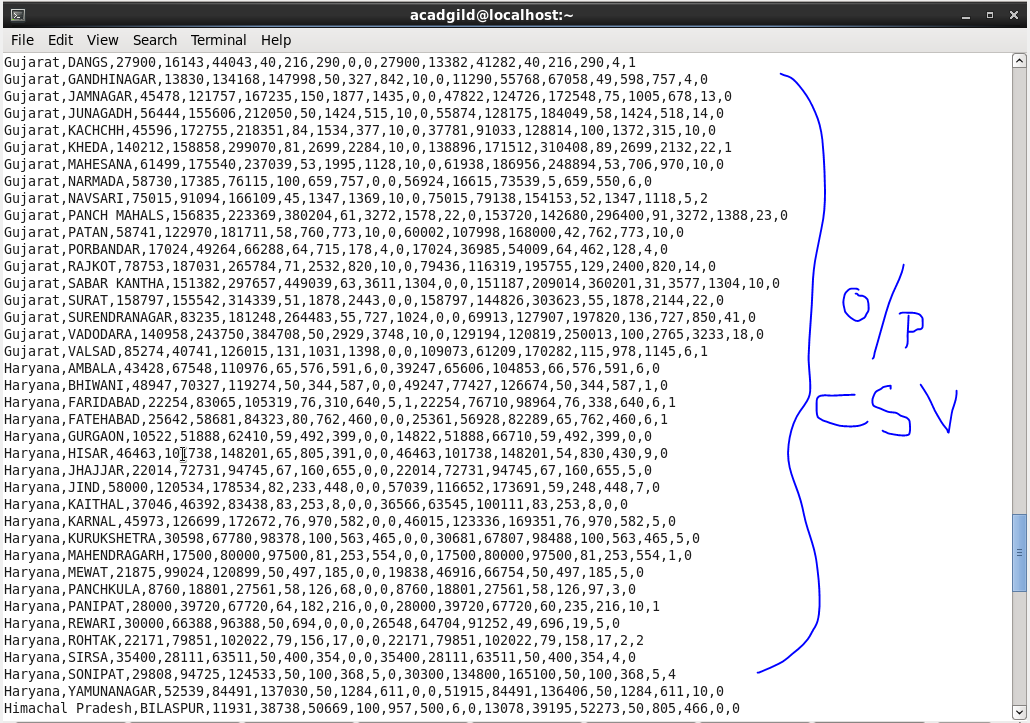 acadgild@localhost:~
File Edit View Search Terminal Help
Gujarat,DANGS,27900,16143,44043,40,216,290,0,0,27900,13382,41282,40,216,290,4,1
Gujarat,GANDHINAGAR,13830,134168,147998,50,327,842,10,0,11290,55768,67058,49,598,757,4,0
Gujarat,JAMNAGAR,45478,121757,167235,150,1877,1435,0,0,47822,124726,172548,75,1005,678,13,0
Gujarat,JUNAGADH,56444,155606,212050,50,1424,515,10,0,55874,128175,184049,58,1424,518,14,0
Gujarat,KACHCHH,45596,172755,218351,84,1534,377,10,0,37781,91033,128814,100,1372,315,10,0
Gujarat,KHEDA,140212,158858,299070,81,2699,2284,10,0,138896,171512,310408,89,2699,2132,22,1
Gujarat,MAHESANA,61499,175540,237039,53,1995,1128,10,0,61938,186956,248894,53,706,970,10,0
Gujarat,NARMADA,58730,17385,76115,100,659,757,0,0,56924,16615,73539,5,659,550,6,0
Gujarat,NAVSARI,75015,91094,166109,45,1347,1369,10,0,75015,79138,154153,52,1347,1118,5,2
Gujarat,PANCH MAHALS,156835,223369,380204,61,3272,1578,22,0,153720,142680,296400,91,3272,1388,23,0
Gujarat,PATAN,58741,122970,181711,58,760,773,10,0,60002,107998,168000,42,762,773,10,0
Gujarat,PORBANDAR,17024,49264,66288,64,715,178,4,0,17024,36985,54009,64,462,128,4,0
Gujarat,RAJKOT,78753,187031,265784,71,2532,820,10,0,79436,116319,195755,129,2400,820,14,0
Gujarat,SABAR KANTHA,151382,297657,449039,63,3611,1304,0,0,151187,209014,360201,31,3577,1304,10,0
Gujarat,SURAT,158797,155542,314339,51,1878,2443,0,0,158797,144826,303623,55,1878,2144,22,0
Gujarat,SURENDRANAGAR,83235,181248,264483,55,727,1024,0,0,69913,127907,197820,136,727,850,41,0
Gujarat,VADODARA,140958,243750,384708,50,2929,3748,10,0,129194,120819,250013,100,2765,3233,18,0
Gujarat,VALSAD,85274,40741,126015,131,1031,1398,0,0,109073,61209,170282,115,978,1145,6,1
Haryana,AMBALA,43428,67548,110976,65,576,591,6,0,39247,65606,104853,66,576,591,6,0
Haryana,BHIWANI,48947,70327,119274,50,344,587,0,0,49247,77427,126674,50,344,587,1,0
Haryana,FARIDABAD,22254,83065,105319,76,310,640,5,1,22254,76710,98964,76,338,640,6,1
Haryana,FATEHABAD,25642,58681,84323,80,762,460,0,0,25361,56928,82289,65,762,460,6,1
Haryana,GURGAON,10522,51888,62410,59,492,399,0,0,14822,51888,66710,59,492,399,0,0
Haryana,HISAR,46463,101738,148201,65,805,391,0,0,46463,101738,148201,54,830,430,9,0
Haryana,JHAJJAR,22014,72731,94745,67,160,655,0,0,22014,72731,94745,67,160,655,5,0
Haryana,JIND,58000,120534,178534,82,233,448,0,0,57039,116652,173691,59,248,448,7,0
Haryana,KAITHAL,37046,46392,83438,83,253,8,0,0,36566,63545,100111,83,253,8,0,0
Haryana,KARNAL,45973,126699,172672,76,970,582,0,0,46015,123336,169351,76,970,582,5,0
Haryana,KURUKSHETRA,30598,67780,98378,100,563,465,0,0,30681,67807,98488,100,563,465,5,0
Haryana,MAHENDRAGARH,17500,80000,97500,81,253,554,0,0,17500,80000,97500,81,253,554,1,0
Haryana,MEWAT,21875,99024,120899,50,497,185,0,0,19838,46916,66754,50,497,185,5,0
Haryana,PANCHKULA,8760,18801,27561,58,126,68,0,0,8760,18801,27561,58,126,97,3,0
Haryana,PANIPAT,28000,39720,67720,64,182,216,0,0,28000,39720,67720,60,235,216,10,1
Haryana,REWARI,30000,66388,96388,50,694,0,0,0,26548,64704,91252,49,696,19,5,0
Haryana,ROHTAK,22171,79851,102022,79,156,17,0,0,22171,79851,102022,79,158,17,2,2
Haryana,SIRSA,35400,28111,63511,50,400,354,0,0,35400,28111,63511,50,400,354,4,0
Haryana,SONIPAT,29808,94725,124533,50,100,368,5,0,30300,134800,165100,50,100,368,5,4
Haryana,YAMUNANAGAR,52539,84491,137030,50,1284,611,0,0,51915,84491,136406,50,1284,611,10,0
Himachal Pradesh,BILASPUR,11931,38738,50669,100,957,500,6,0,13078,39195,52273,50,805,466,0,0
O/P
CSV